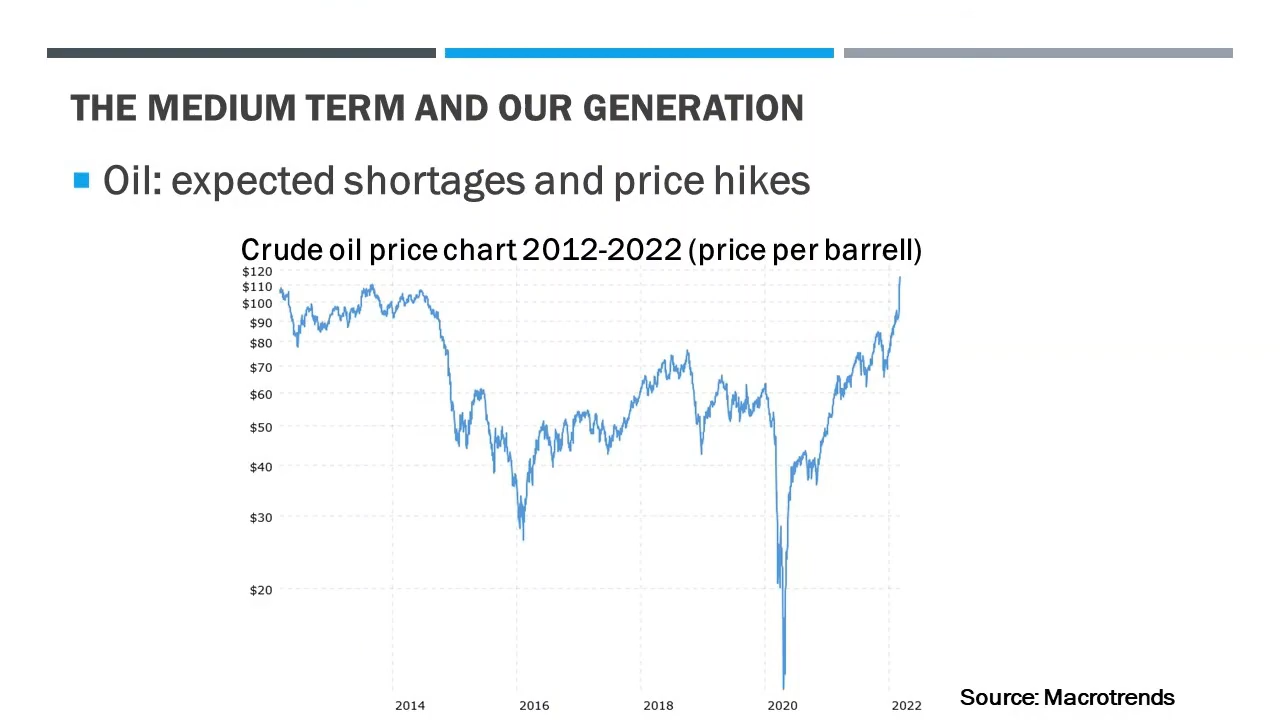 THE MEDIUM TERM AND OUR GENERATION
Oil: expected shortages and price hikes
Crude oil price chart 2012-2022 (price per barrell)
$120
$110
$100
$90
$80
$70
$60
$50
$40
$30
$20
2014 2016 2018 2020 2022
Source: Macrotrends